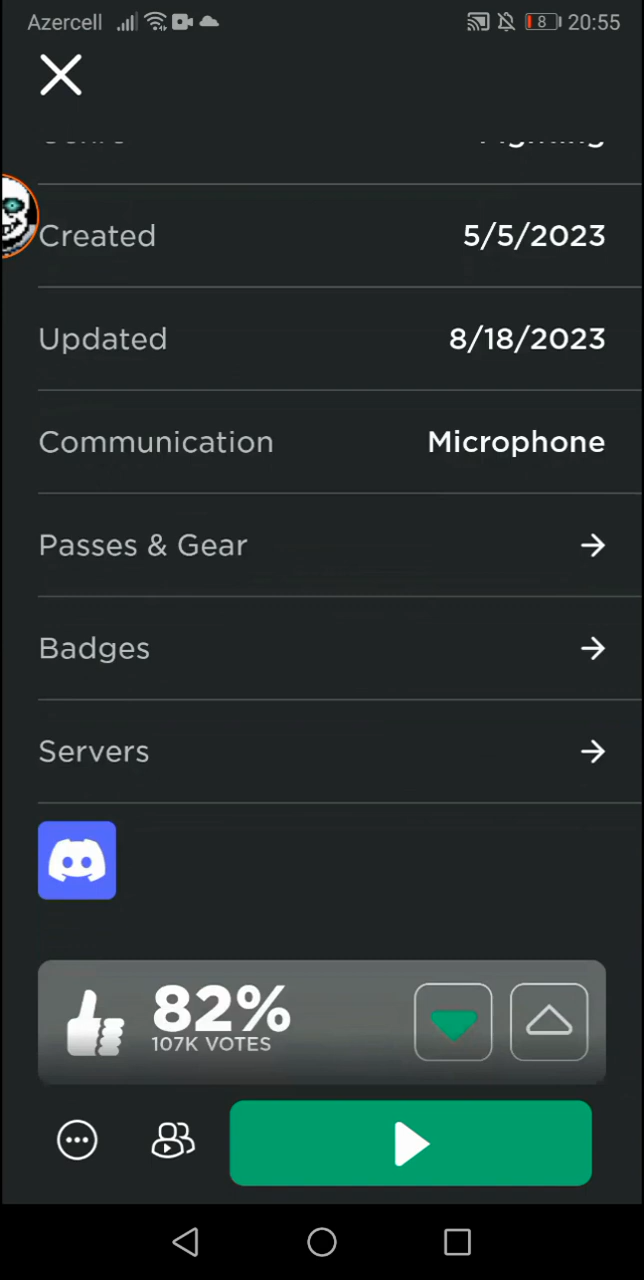 Azercell 8 20:55
Created 5/5/2023
Updated 8/18/2023
Communication Microphone
Passes & Gear
Badges
Servers
82%
107K VOTES